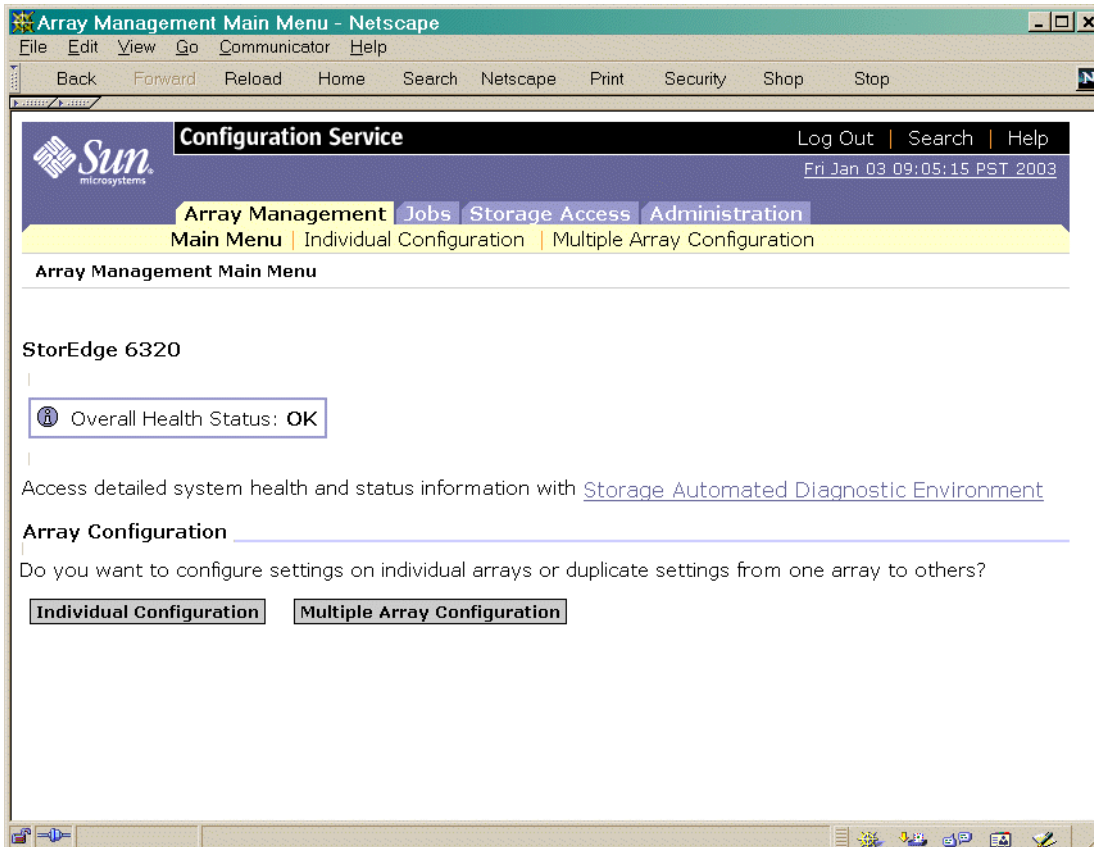 Array Management Main Menu - Netscape
File Edit View Go Communicator Help
Back Forward Reload Home Search Netscape Print Security Shop Stop
N
Sun microsystems
Configuration Service
Log Out | Search | Help
Fri Jan 03 09:05:15 PST 2003
Array Management Jobs Storage Access Administration
Main Menu | Individual Configuration | Multiple Array Configuration
Array Management Main Menu
StorEdge 6320
Overall Health Status: OK
Access detailed system health and status information with Storage Automated Diagnostic Environment
Array Configuration
Do you want to configure settings on individual arrays or duplicate settings from one array to others?
Individual Configuration Multiple Array Configuration